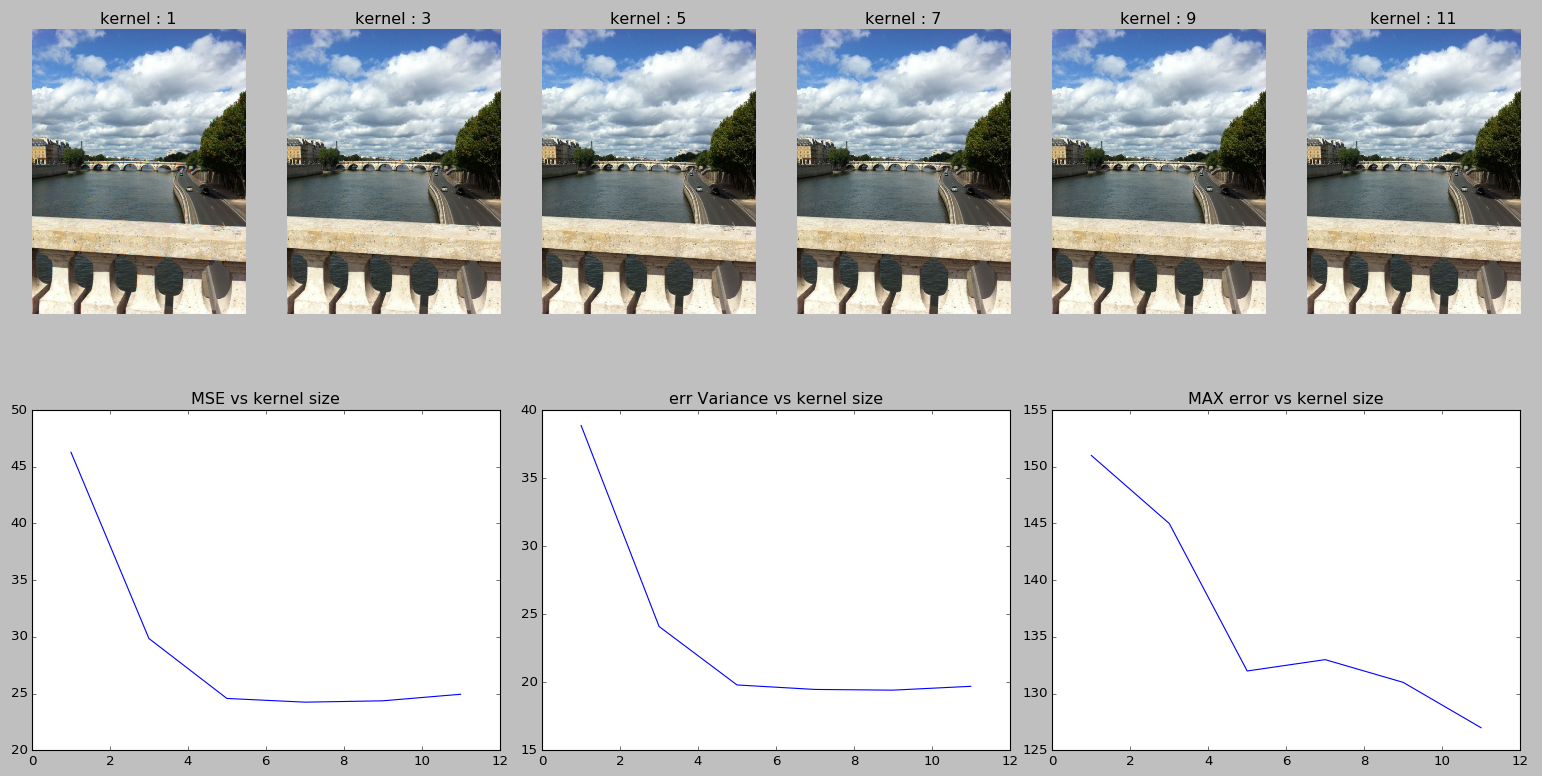 kernel : 1
kernel : 3
kernel : 5
kernel : 7
kernel : 9
kernel : 11
MSE vs kernel size
50
45
40
35
30
25
20
0 2 4 6 8 10 12
err Variance vs kernel size
40
35
30
25
20
15
0 2 4 6 8 10 12
MAX error vs kernel size
155
150
145
140
135
130
125
0 2 4 6 8 10 12